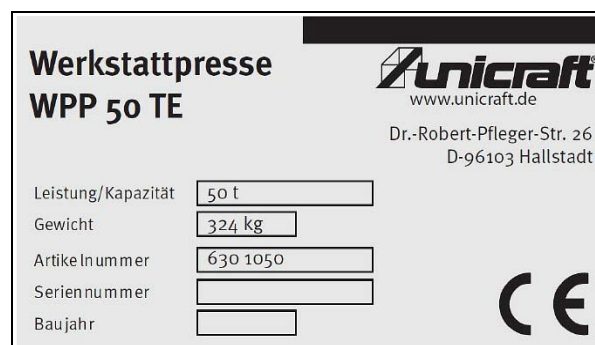 Werkstattpresse
WPP 50 TE
unicraft®
www.unicraft.de
Dr.-Robert-Pfleger-Str. 26
D-96103 Hallstadt
Leistung/Kapazität 50 t
Gewicht 324 kg
Artikelnummer 630 1050
Seriennummer
Baujahr
CE